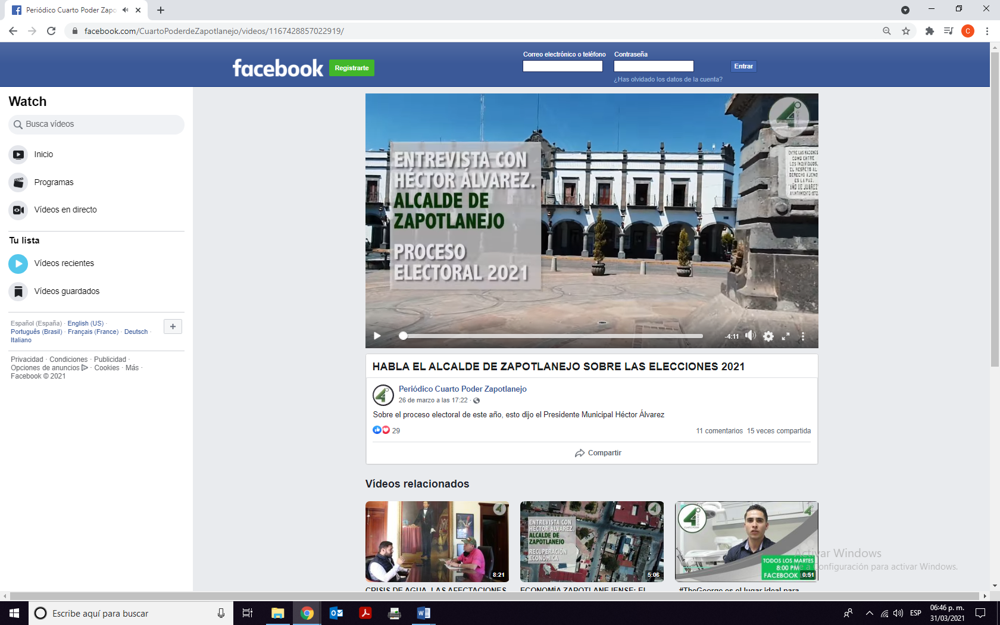 Periódico Cuarto Poder Zapo
facebook.com/CuartoPoderdeZapotlanejo/videos/1167428857022919/
C
facebook
Registrarte
Correo electrónico o teléfono
Contraseña
Entrar
¿Has olvidado los datos de la cuenta?
Watch
Busca vídeos
Inicio
Programas
Vídeos en directo
Tu lista
Vídeos recientes
Vídeos guardados
Español (España) · English (US) ·
Português (Brasil) · Français (France) · Deutsch ·
Italiano
+
Privacidad · Condiciones · Publicidad ·
Opciones de anuncios · Cookies · Más ·
Facebook © 2021
ENTREVISTA CON
HÉCTOR ÁLVAREZ.
ALCALDE DE
ZAPOTLANEJO
PROCESO
ELECTORAL 2021
4º
ENTRE LAS NACIONES
COMO ENTRE
LOS INDIVIDUOS,
EL RESPETO AL
DERECHO AJENO
ES LA PAZ.
"AÑO DE JUAREZ"
AYUNTAMIENTO 1972.
-4:11
HABLA EL ALCALDE DE ZAPOTLANEJO SOBRE LAS ELECCIONES 2021
4º
Periódico Cuarto Poder Zapotlanejo
26 de marzo a las 17:22 ·
Sobre el proceso electoral de este año, esto dijo el Presidente Municipal Héctor Álvarez
29
11 comentarios 15 veces compartida
Compartir
Vídeos relacionados
4º
8:21
CRISIS DE AGUA, LAS AFECTACIONES
ENTREVISTA CON
HÉCTOR ÁLVAREZ.
ALCALDE DE
ZAPOTLANEJO
RECUPERACIÓN
ECONÓMICA
4º
5:06
ECONOMÍA ZAPOTLANEJENSE: EL
4º
CUARTO PODER
TODOS LOS MARTES
8:00 PM
FACEBOOK
0:51
#TheGeorge es el lugar ideal para
Activar Windows
Ve a Configuración para activar Windows.
Escribe aquí para buscar
ESP
06:46 p. m.
31/03/2021